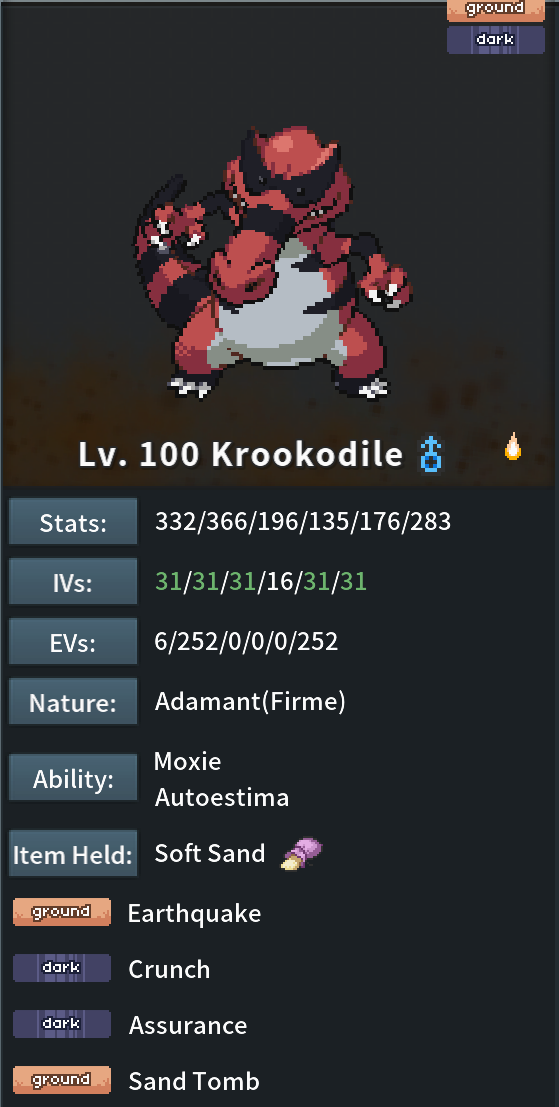 ground
dark
Lv. 100 Krookodile
Stats: 332/366/196/135/176/283
IVs: 31/31/31/16/31/31
EVs: 6/252/0/0/0/252
Nature: Adamant(Firme)
Ability: Moxie
Autoestima
Item Held: Soft Sand
ground Earthquake
dark Crunch
dark Assurance
ground Sand Tomb